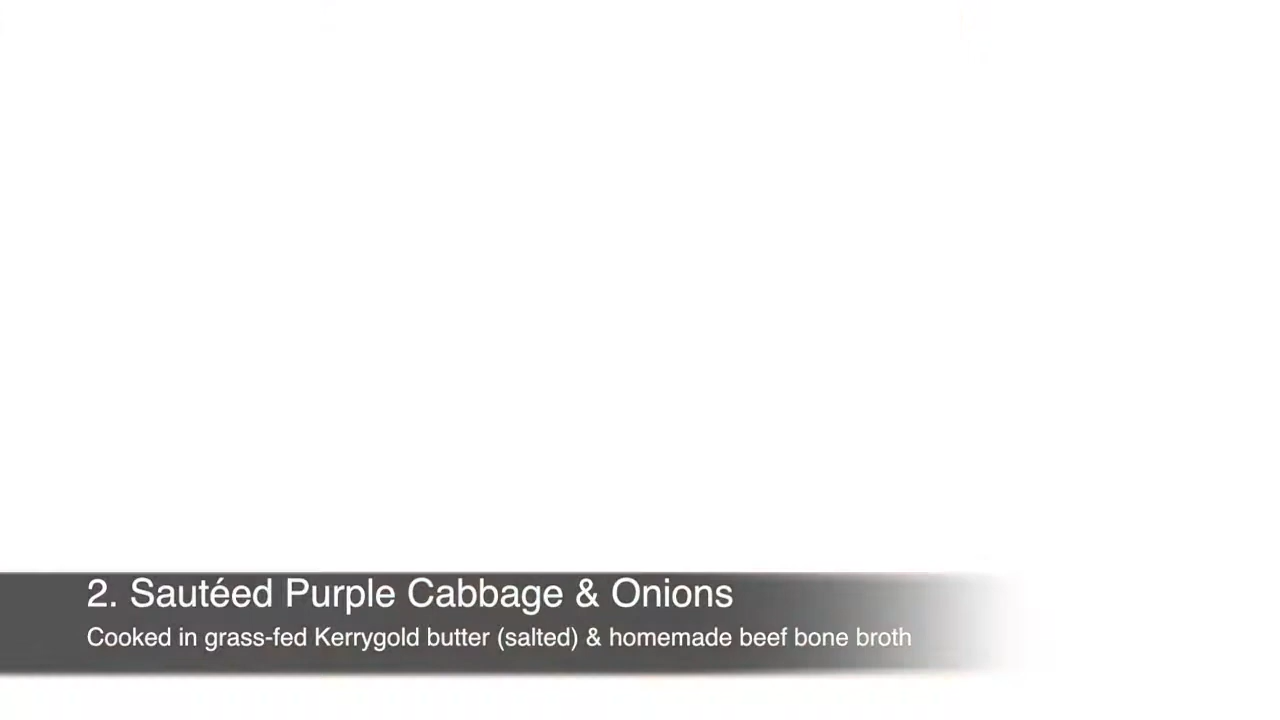 2. Sautéed Purple Cabbage & Onions
Cooked in grass-fed Kerrygold butter (salted) & homemade beef bone broth